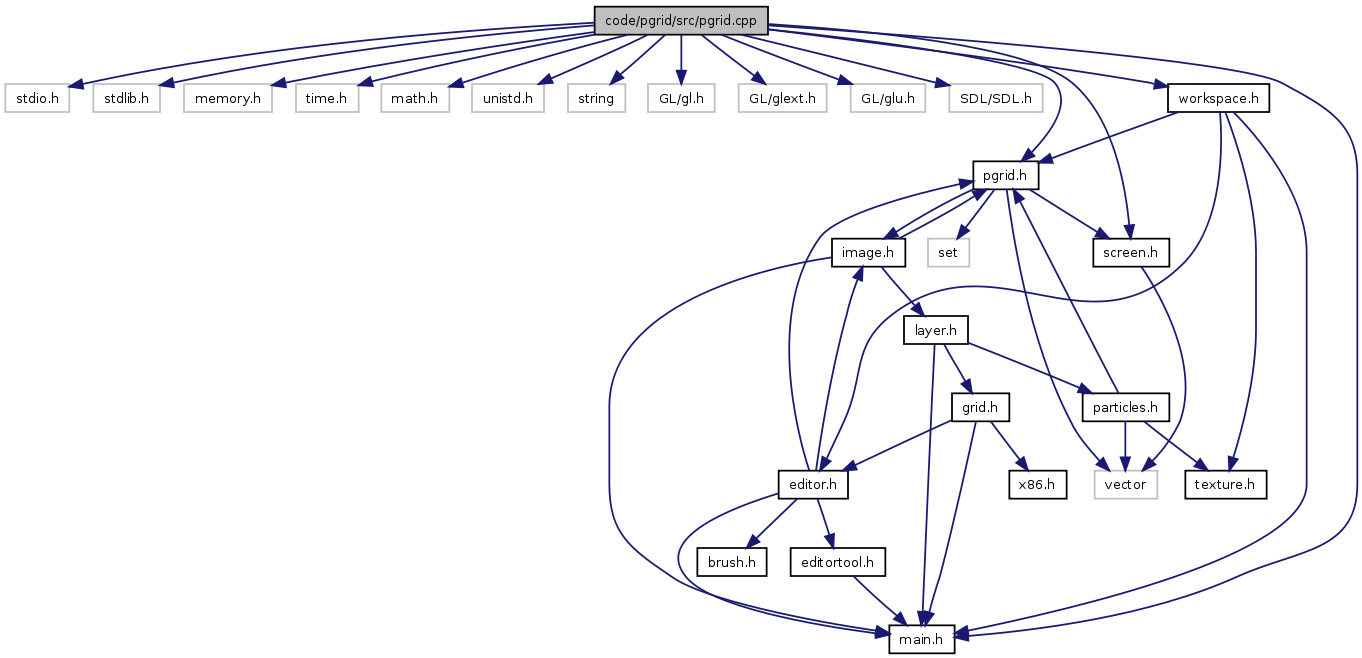 code/pgrid/src/pgrid.cpp
stdio.h
stdlib.h
memory.h
time.h
math.h
unistd.h
string
GL/gl.h
GL/glext.h
GL/glu.h
SDL/SDL.h
workspace.h
pgrid.h
image.h
set
screen.h
layer.h
grid.h
particles.h
editor.h
x86.h
vector
texture.h
brush.h
editortool.h
main.h